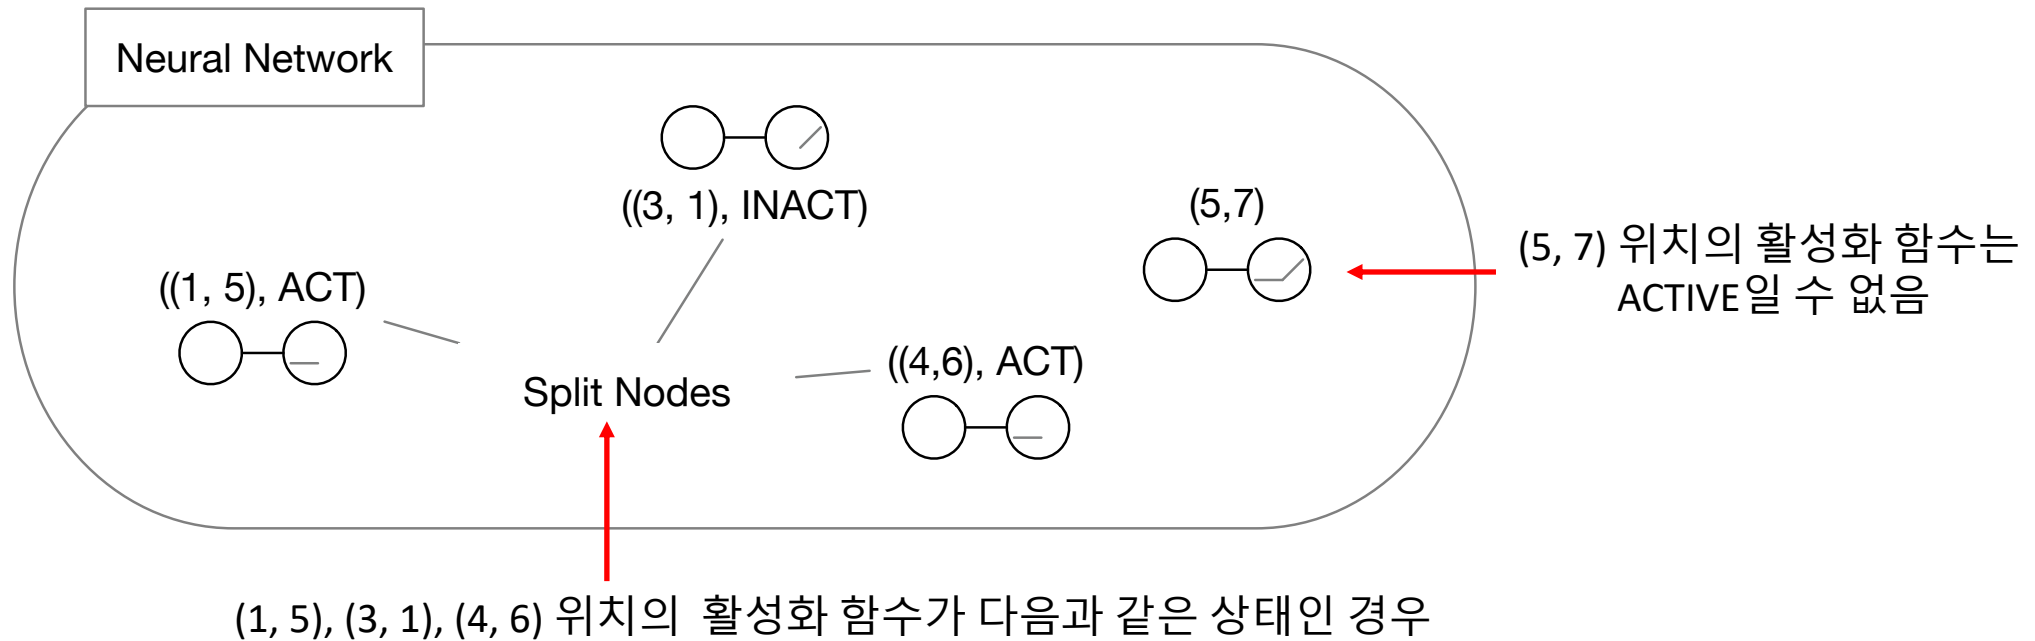 Neural Network
((3, 1), INACT)
(5,7)
(5, 7) 위치의 활성화 함수는
ACTIVE일 수 없음
((1, 5), ACT)
((4,6), ACT)
Split Nodes
(1, 5), (3, 1), (4, 6) 위치의 활성화 함수가 다음과 같은 상태인 경우